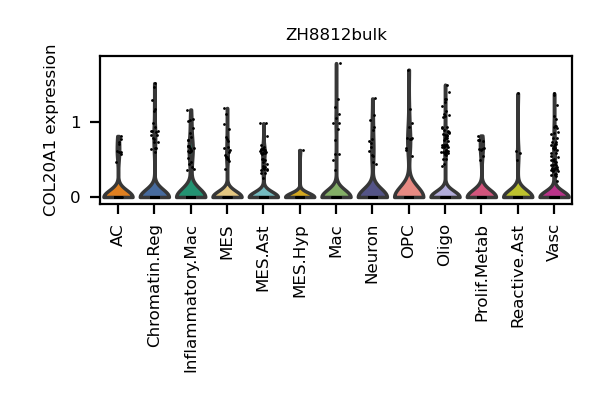 ZH8812bulk
COL20A1 expression
1
0
AC
Chromatin.Reg
Inflammatory.Mac
MES
MES.Ast
MES.Hyp
Mac
Neuron
OPC
Oligo
Prolif.Metab
Reactive.Ast
Vasc